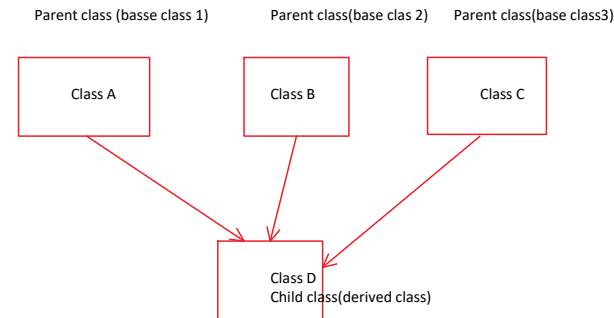 Parent class (basse class 1)
Parent class(base clas 2)
Parent class(base class3)
Class A
Class B
Class C
Class D
Child class(derived class)